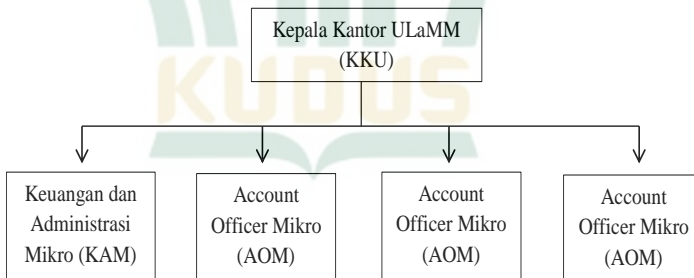 Kepala Kantor ULaMM
(KKU)
KUDUS
Keuangan dan
Administrasi
Mikro (KAM)
Account
Officer Mikro
(AOM)
Account
Officer Mikro
(AOM)
Account
Officer Mikro
(AOM)